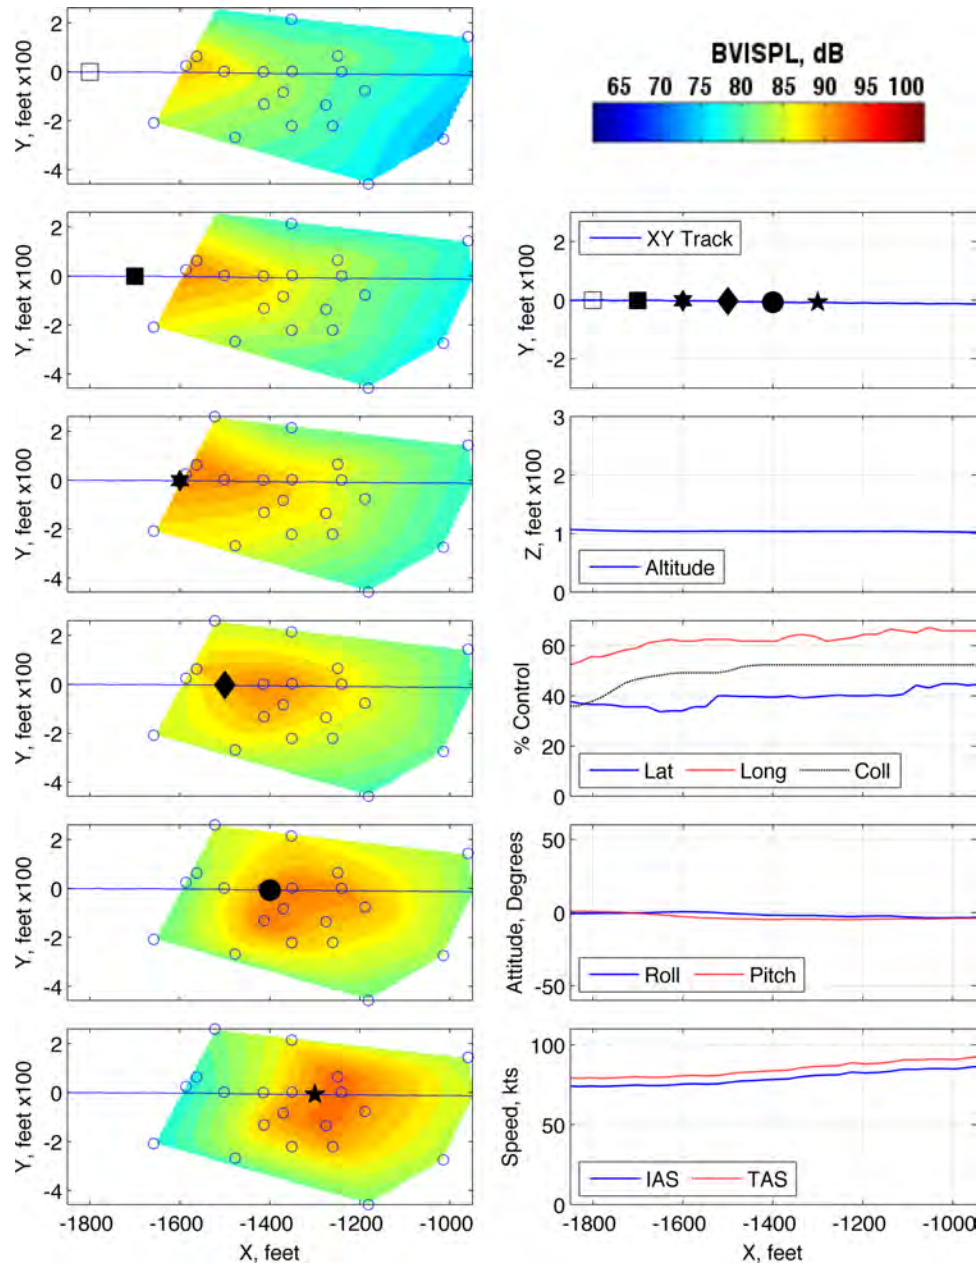 BVISPL, dB
65 70 75 80 85 90 95 100
Y, feet x100
2
0
-2
-4
Y, feet x100
2
0
-2
-4
XY Track
Y, feet x100
2
0
-2
Y, feet x100
2
0
-2
-4
Z, feet x100
3
2
1
0
Altitude
Y, feet x100
2
0
-2
-4
% Control
60
40
20
0
Lat Long Coll
Y, feet x100
2
0
-2
-4
Attitude, Degrees
50
0
-50
Roll Pitch
Y, feet x100
2
0
-2
-4
-1800 -1600 -1400 -1200 -1000
X, feet
Speed, kts
100
50
0
IAS TAS
-1800 -1600 -1400 -1200 -1000
X, feet